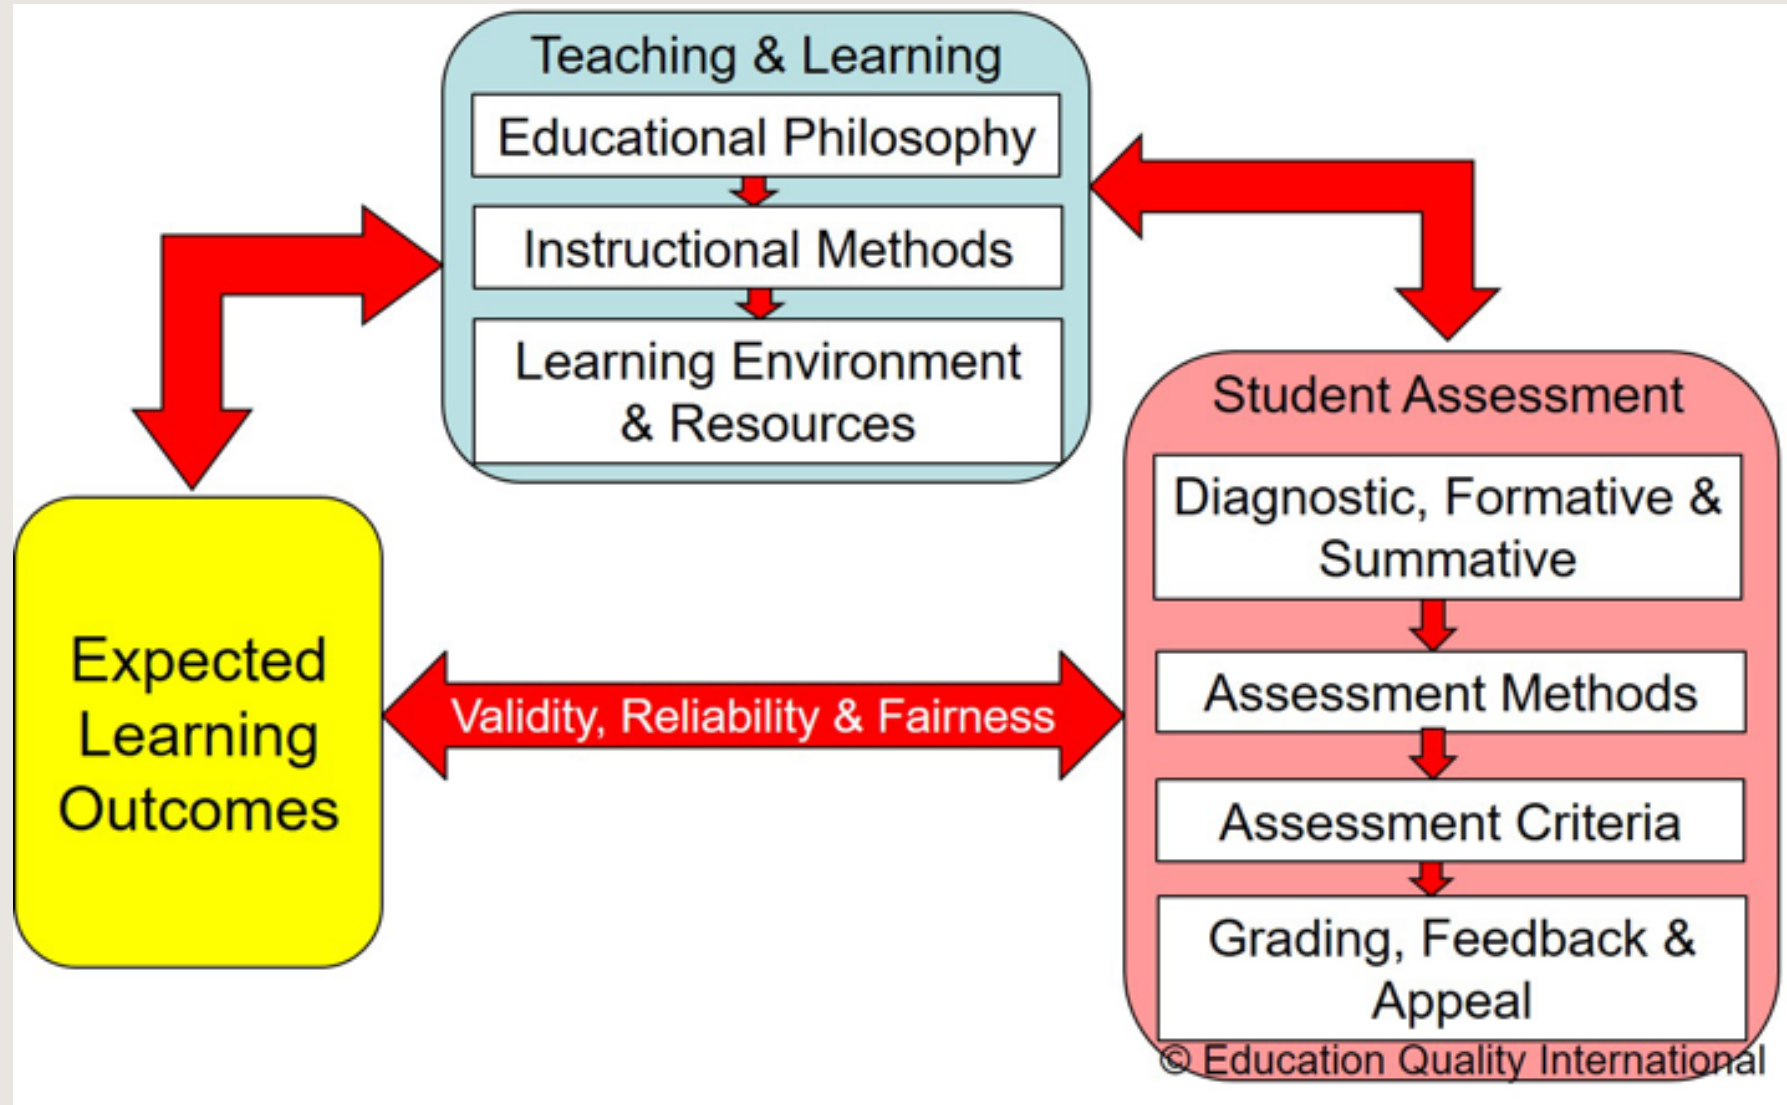 Teaching & Learning
Educational Philosophy
Instructional Methods
Learning Environment
& Resources
Student Assessment
Diagnostic, Formative &
Summative
Assessment Methods
Assessment Criteria
Grading, Feedback &
Appeal
Expected
Learning
Outcomes
Validity, Reliability & Fairness
© Education Quality International